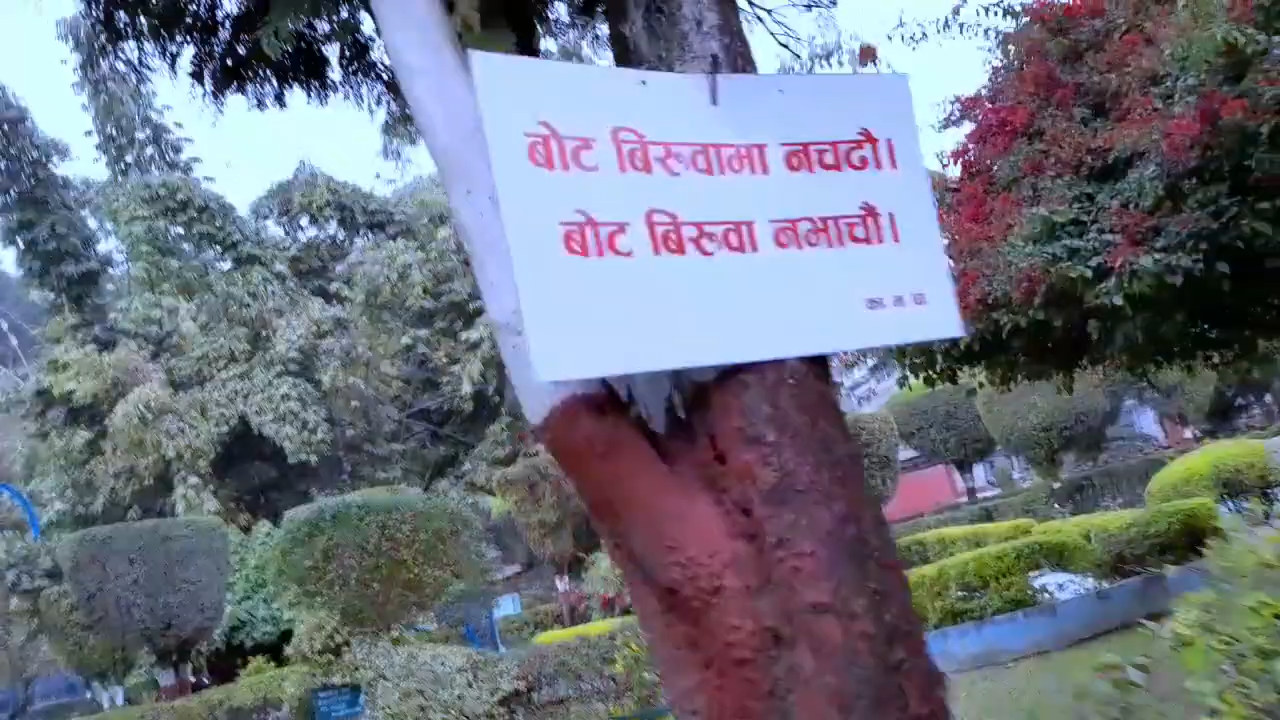 बोट बिरूवामा नचढौ।
बोट बिरूवा नभाचौ।
का. म. पा